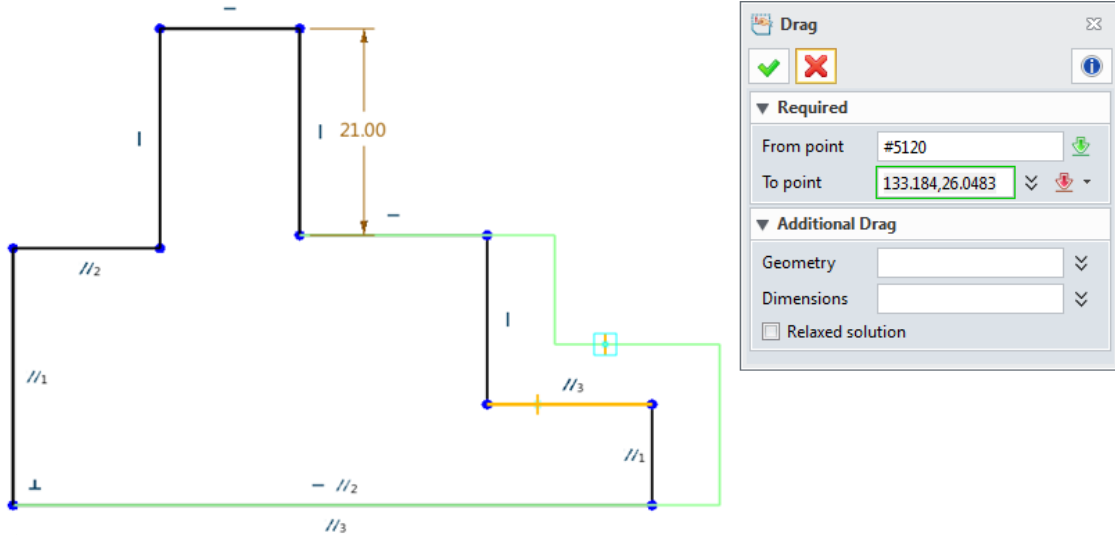 21.00
//₂
//₁
//₃
//₁
// ₂
//₃
Drag
Required
From point #5120
To point 133.184,26.0483
Additional Drag
Geometry
Dimensions
Relaxed solution